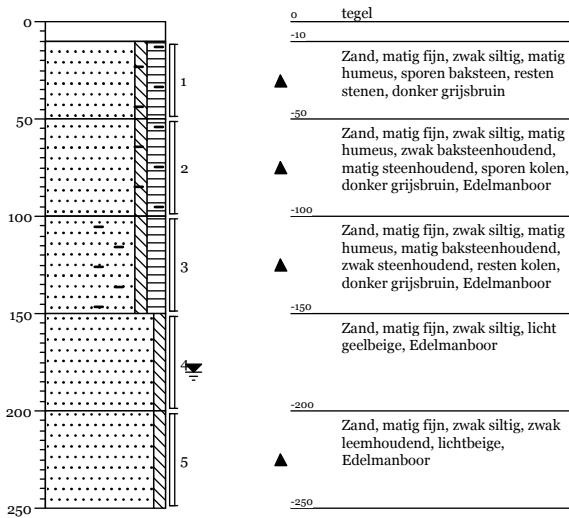 0
50
100
150
200
250
1
2
3
4
5
0 tegel
-10
Zand, matig fijn, zwak siltig, matig
humeus, sporen baksteen, resten
stenen, donker grijsbruin
-50
Zand, matig fijn, zwak siltig, matig
humeus, zwak baksteenhoudend,
matig steenhoudend, sporen kolen,
donker grijsbruin, Edelmanboor
-100
Zand, matig fijn, zwak siltig, matig
humeus, matig baksteenhoudend,
zwak steenhoudend, resten kolen,
donker grijsbruin, Edelmanboor
-150
Zand, matig fijn, zwak siltig, licht
geelbeige, Edelmanboor
-200
Zand, matig fijn, zwak siltig, zwak
leemhoudend, lichtbeige,
Edelmanboor
-250